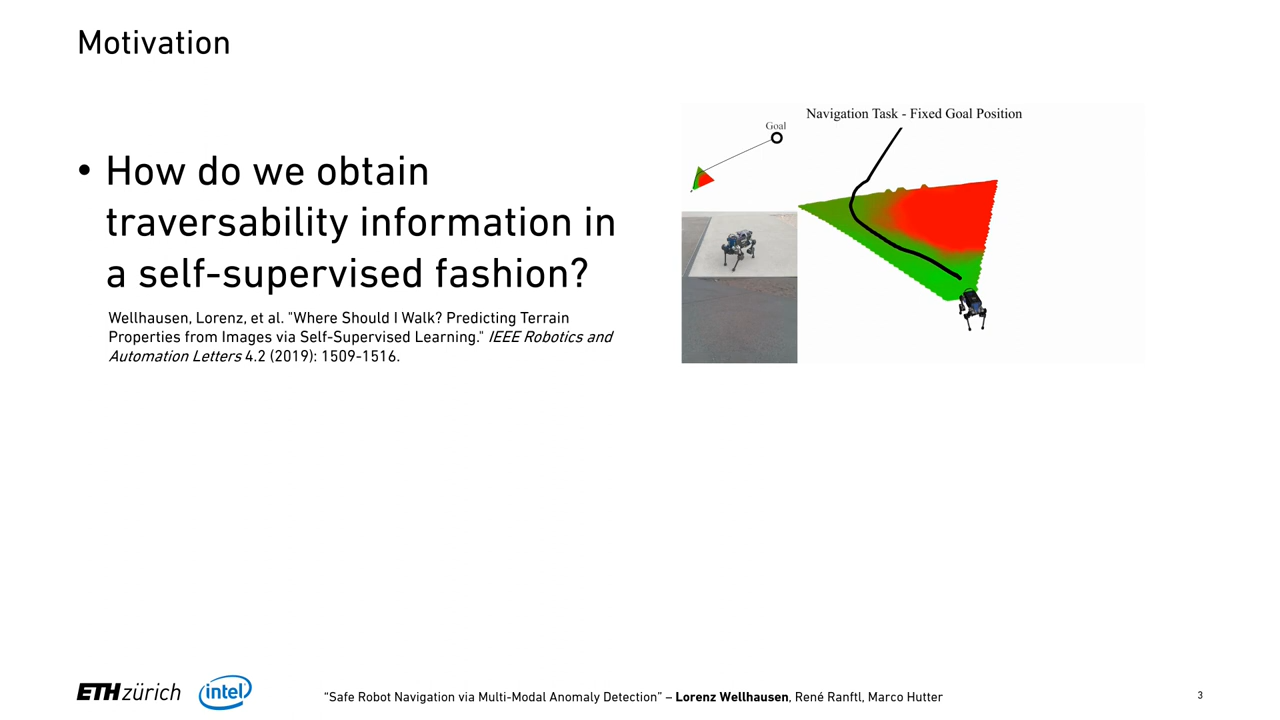 Motivation
• How do we obtain
traversability information in
a self-supervised fashion?
Wellhausen, Lorenz, et al. "Where Should I Walk? Predicting Terrain
Properties from Images via Self-Supervised Learning." IEEE Robotics and
Automation Letters 4.2 (2019): 1509-1516.
Navigation Task - Fixed Goal Position
Goal
ETH zürich
intel
“Safe Robot Navigation via Multi-Modal Anomaly Detection” – Lorenz Wellhausen, René Ranftl, Marco Hutter
3